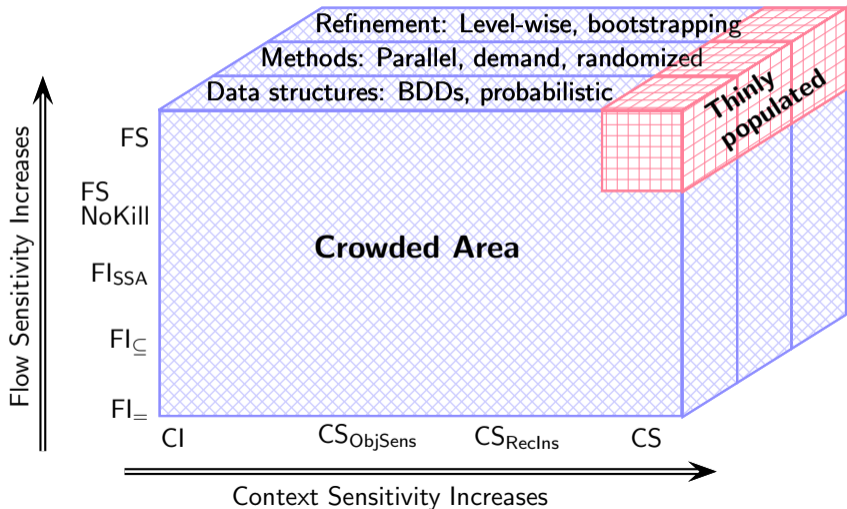 Refinement: Level-wise, bootstrapping
Methods: Parallel, demand, randomized
Data structures: BDDs, probabilistic
Thinly
populated
Flow Sensitivity Increases
FS
FS
NoKill
FI_SSA
FI_⊆
FI_=
Crowded Area
CI
CS_ObjSens
CS_RecIns
CS
Context Sensitivity Increases